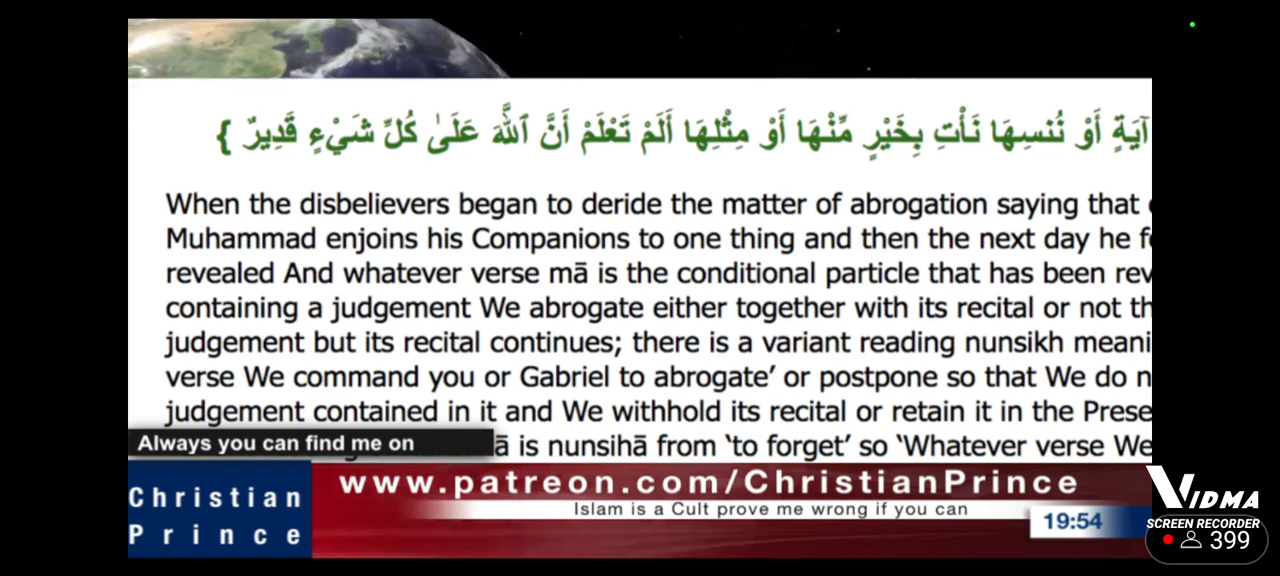 آيَةٍ أَوْ نُنسِهَا نَأْتِ بِخَيْرٍ مِّنْهَا أَوْ مِثْلِهَا أَلَمْ تَعْلَمْ أَنَّ ٱللَّهَ عَلَىٰ كُلِّ شَيْءٍ قَدِيرٌ }
When the disbelievers began to deride the matter of abrogation saying that
Muhammad enjoins his Companions to one thing and then the next day he
revealed And whatever verse mā is the conditional particle that has been
containing a judgement We abrogate either together with its recital or not
judgement but its recital continues; there is a variant reading nunsikh
verse We command you or Gabriel to abrogate’ or postpone so that We do
judgement contained in it and We withhold its recital or retain it in the
is nunsihā from ‘to forget’ so ‘Whatever verse We
Always you can find me on
www.patreon.com/ChristianPrince
Islam is a Cult prove me wrong if you can
Christian
Prince
19:54
VIDMA
SCREEN RECORDER
399